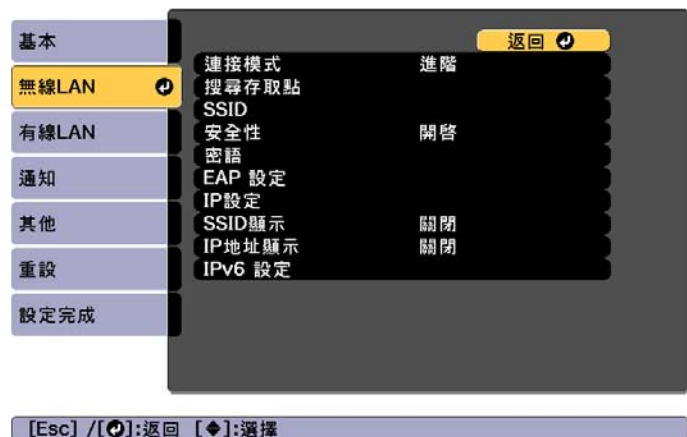 基本
無線LAN
有線LAN
通知
其他
重設
設定完成
返回
連接模式 進階
搜尋存取點
SSID
安全性 開啓
密語
EAP 設定
IP設定
SSID顯示 關閉
IP地址顯示 關閉
IPv6 設定
[Esc] /[]:返回 [◆]:選擇